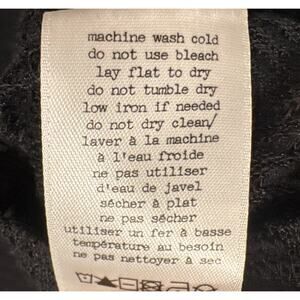 machine wash cold
do not use bleach
lay flat to dry
do not tumble dry
low iron if needed
do not dry clean/
laver à la machine
à l'eau froide
ne pas utiliser
d'eau de javel
sécher à plat
ne pas sécher
utiliser un fer à basse
température au besoin
ne pas nettoyer à sec